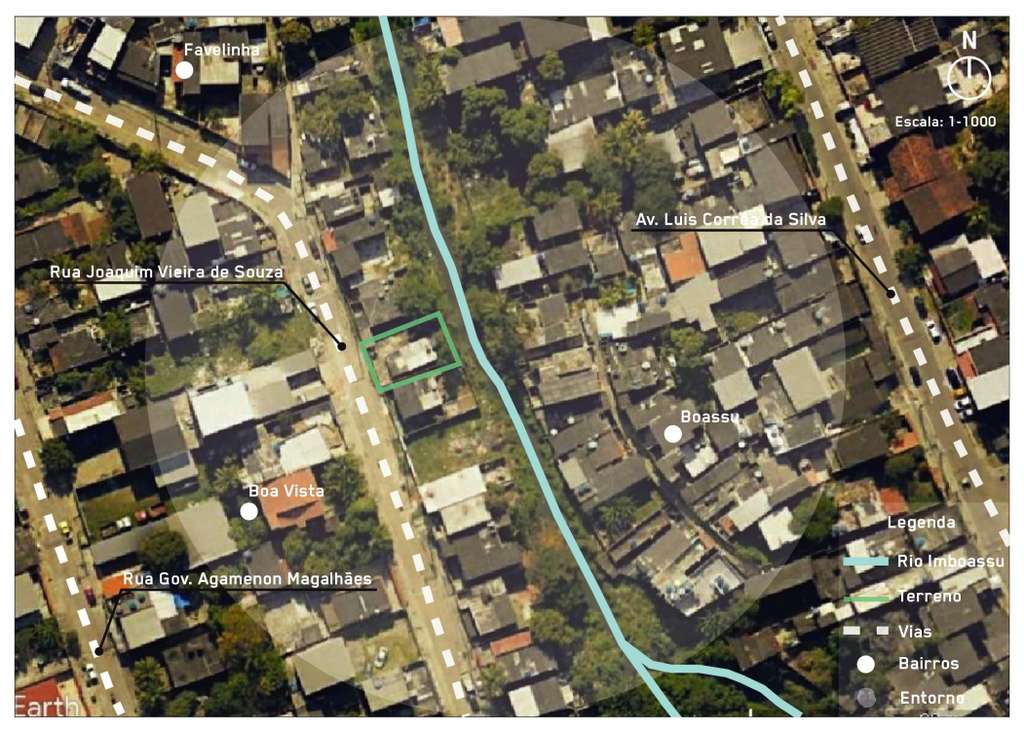 Favelinha
N
Escala: 1-1000
Av. Luis Corrêa da Silva
Rua Joaquim Vieira de Souza
Boassu
Boa Vista
Rua Gov. Agamenon Magalhães
Legenda
Rio Imboassu
Terreno
Vias
Bairros
Entorno
Earth